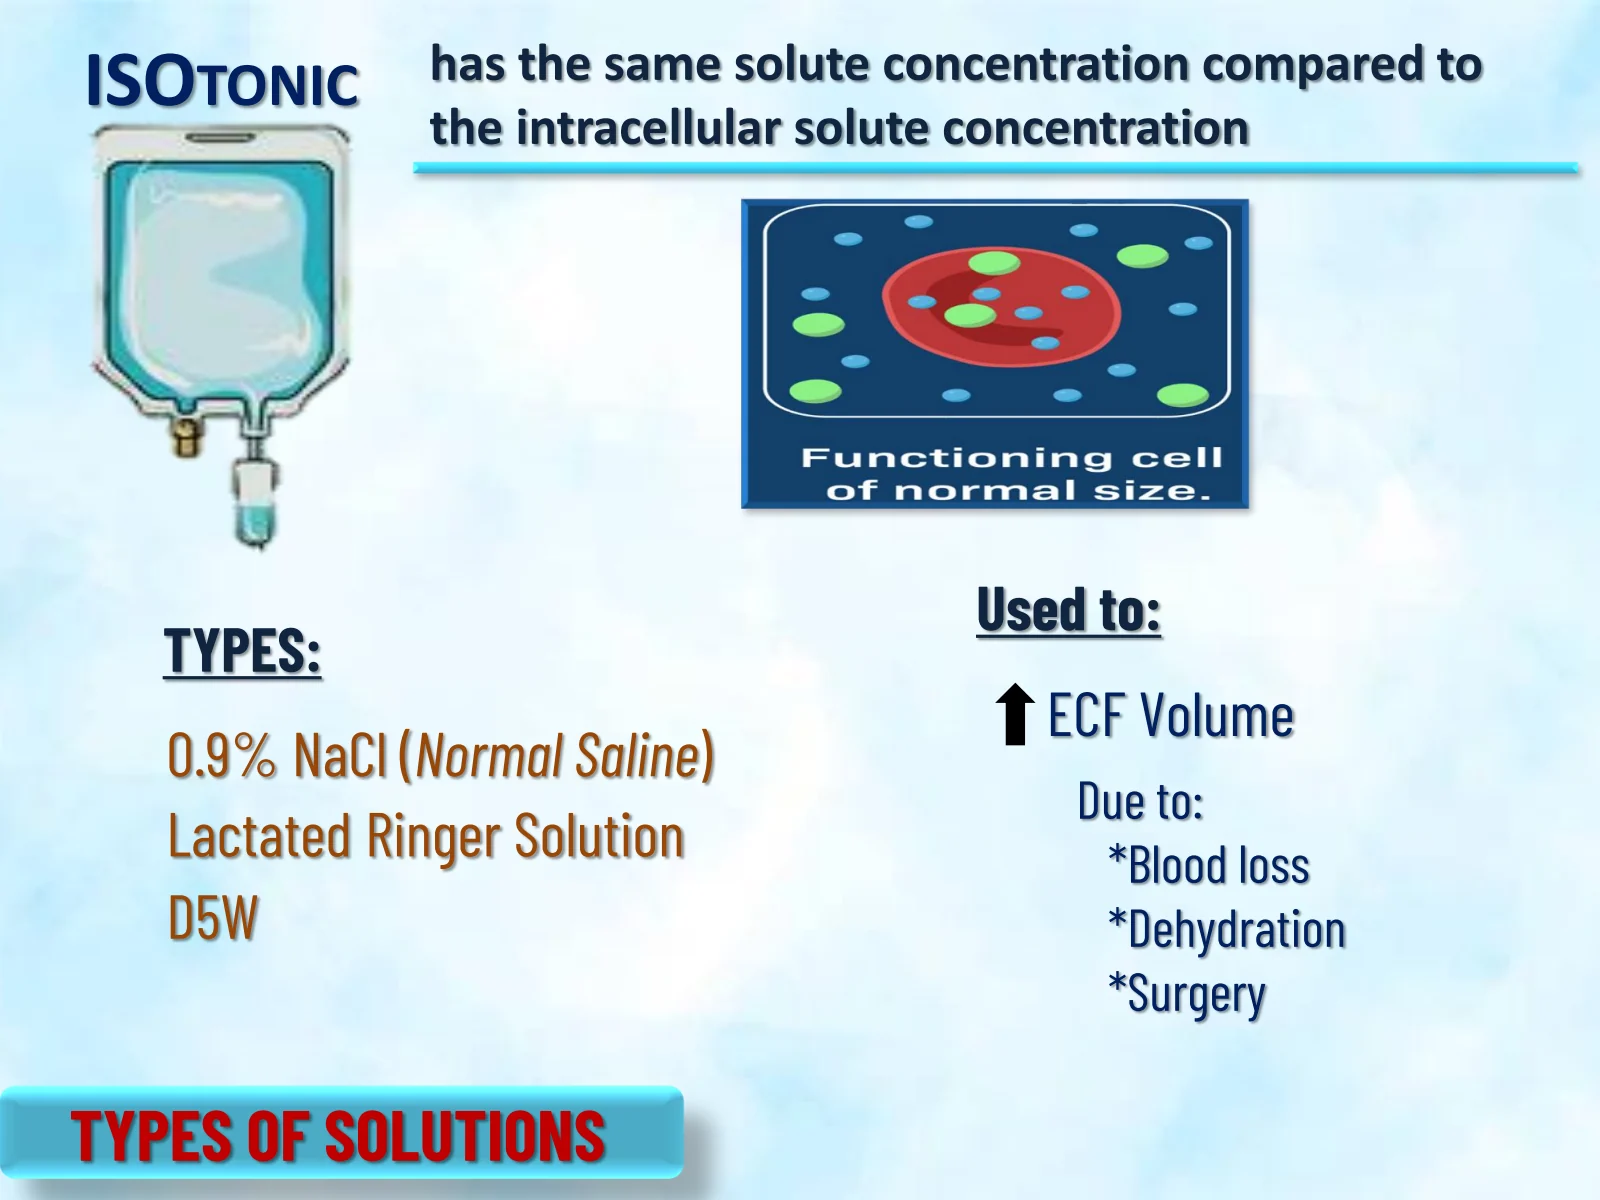 ISOTONIC
has the same solute concentration compared to
the intracellular solute concentration
Functioning cell
of normal size.
TYPES:
0.9% NaCl (Normal Saline)
Lactated Ringer Solution
D5W
Used to:
ECF Volume
Due to:
*Blood loss
*Dehydration
*Surgery
TYPES OF SOLUTIONS